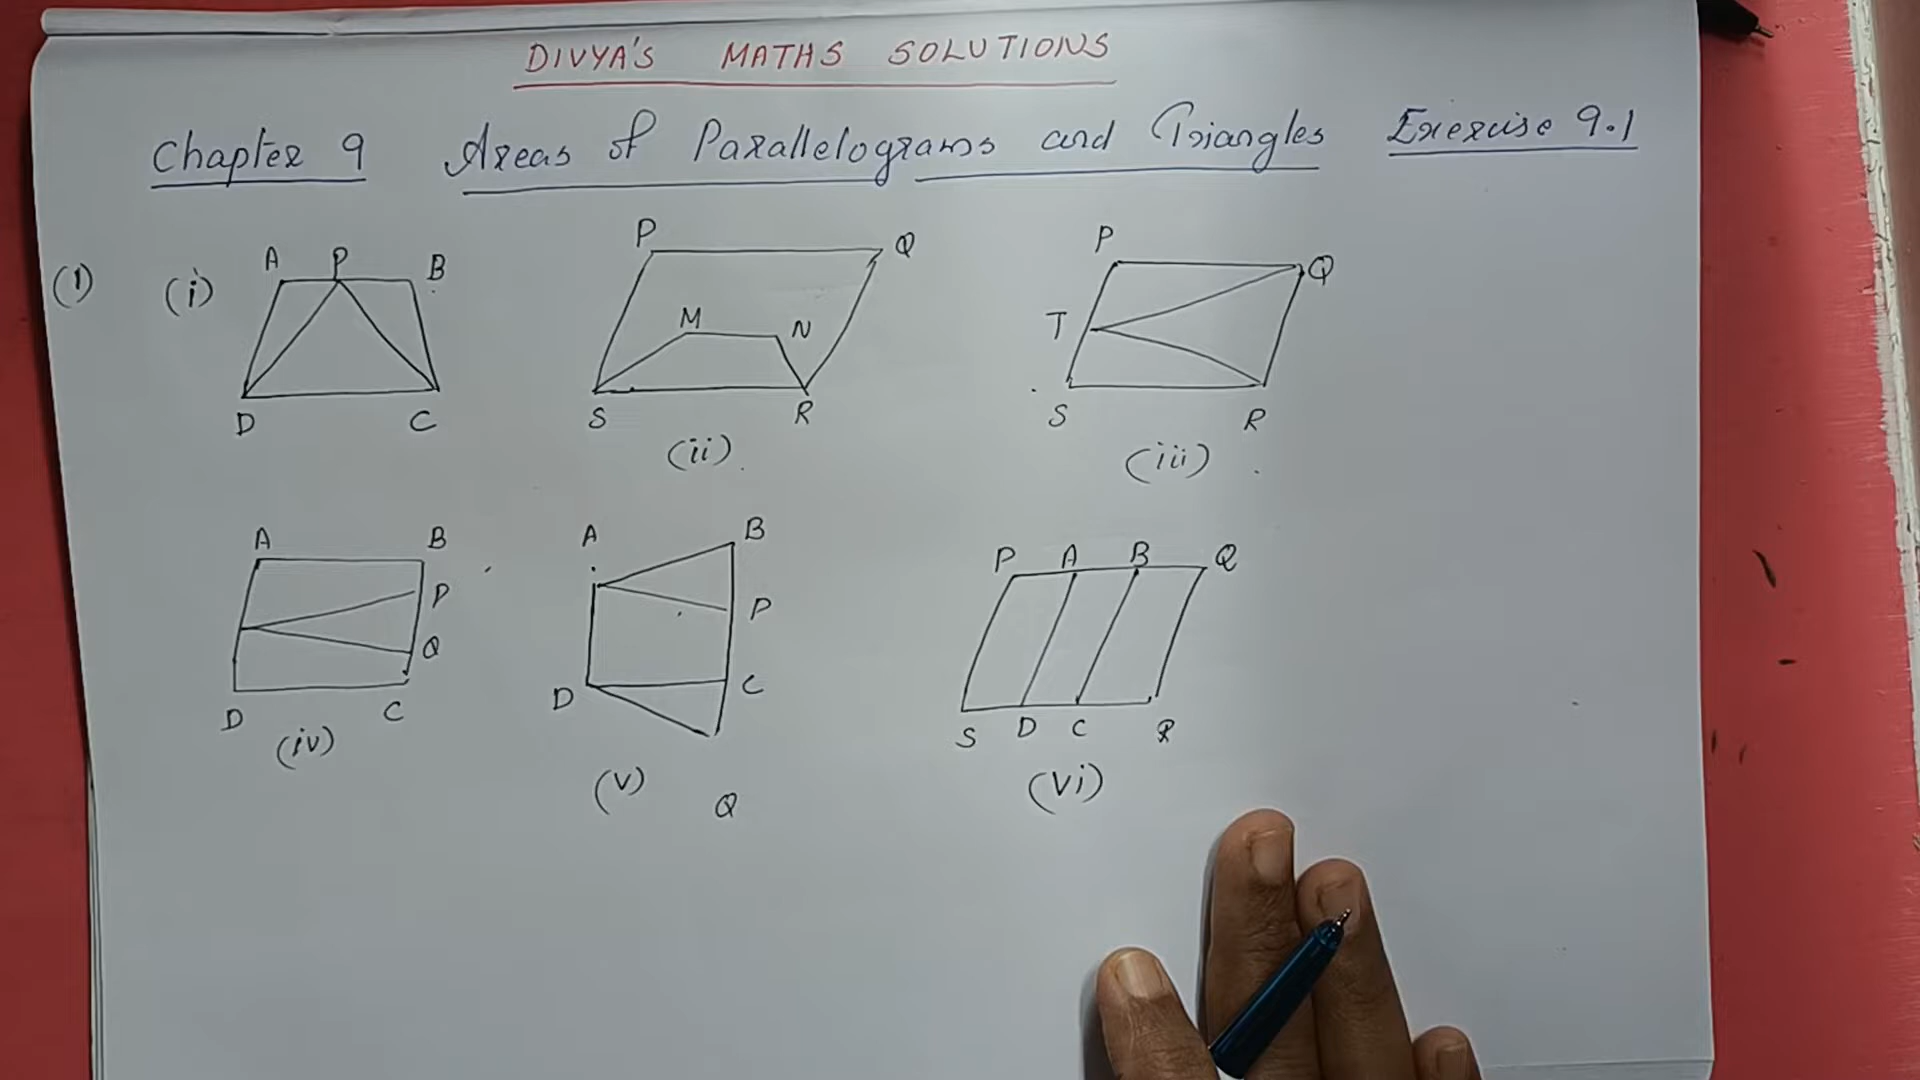 DIVYA'S MATHS SOLUTIONS
Chapter 9 Areas of Parallelograms and Triangles Exercise 9.1
(1) (i) A P B
D C
P Q
M N
S R
(ii)
P Q
T
S R
(iii)
A B
P
Q
D C
(iv)
A B
P
D C
(v) Q
P A B Q
S D C R
(vi)